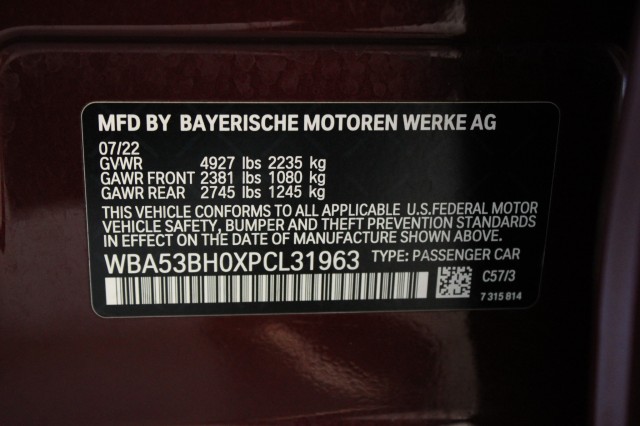 MFD BY BAYERISCHE MOTOREN WERKE AG
07/22
GVWR 4927 lbs 2235 kg
GAWR FRONT 2381 lbs 1080 kg
GAWR REAR 2745 lbs 1245 kg
THIS VEHICLE CONFORMS TO ALL APPLICABLE U.S.FEDERAL MOTOR
VEHICLE SAFETY, BUMPER AND THEFT PREVENTION STANDARDS
IN EFFECT ON THE DATE OF MANUFACTURE SHOWN ABOVE.
WBA53BH0XPCL31963 TYPE: PASSENGER CAR
C57/3
7 315 814